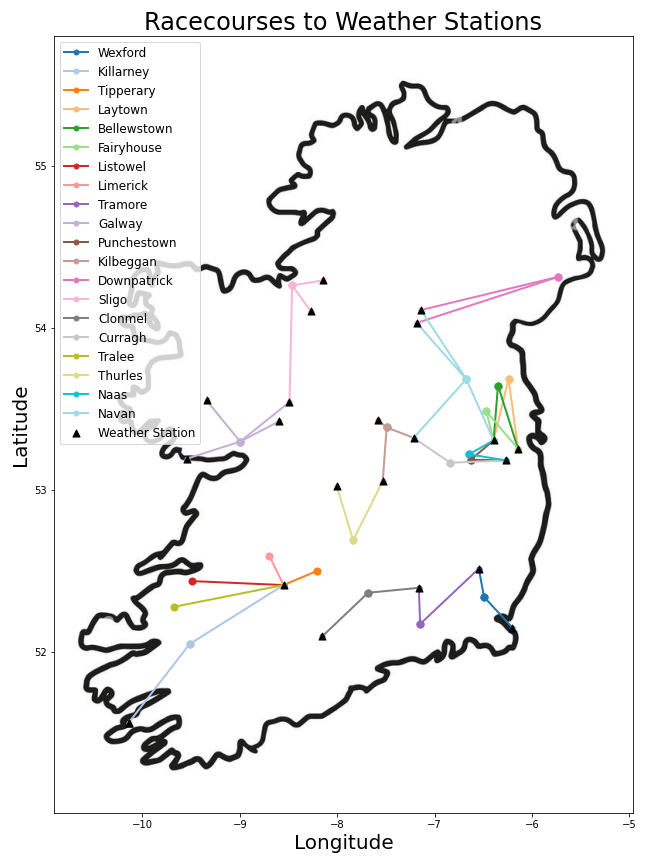 Racecourses to Weather Stations
Wexford
Killarney
Tipperary
Laytown
Bellewstown
Fairyhouse
Listowel
Limerick
Tramore
Galway
Punchestown
Kilbeggan
Downpatrick
Sligo
Clonmel
Curragh
Tralee
Thurles
Naas
Navan
Weather Station
Latitude
55
54
53
52
−10
−9
−8
−7
−6
−5
Longitude